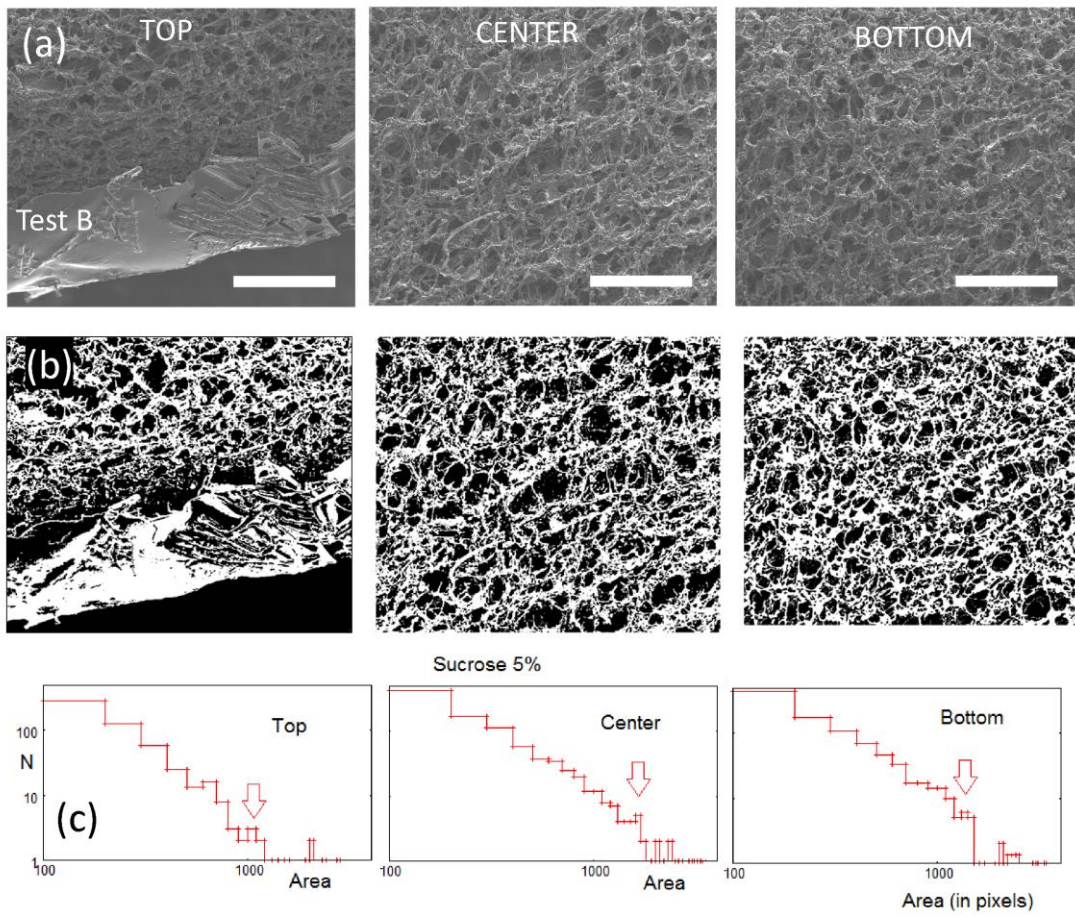 (a)
TOP
CENTER
BOTTOM
Test B
(b)
Sucrose 5%
Top
Center
Bottom
100
N
10
(c)
1
100
1000
Area
100
1000
Area
100
1000
Area (in pixels)